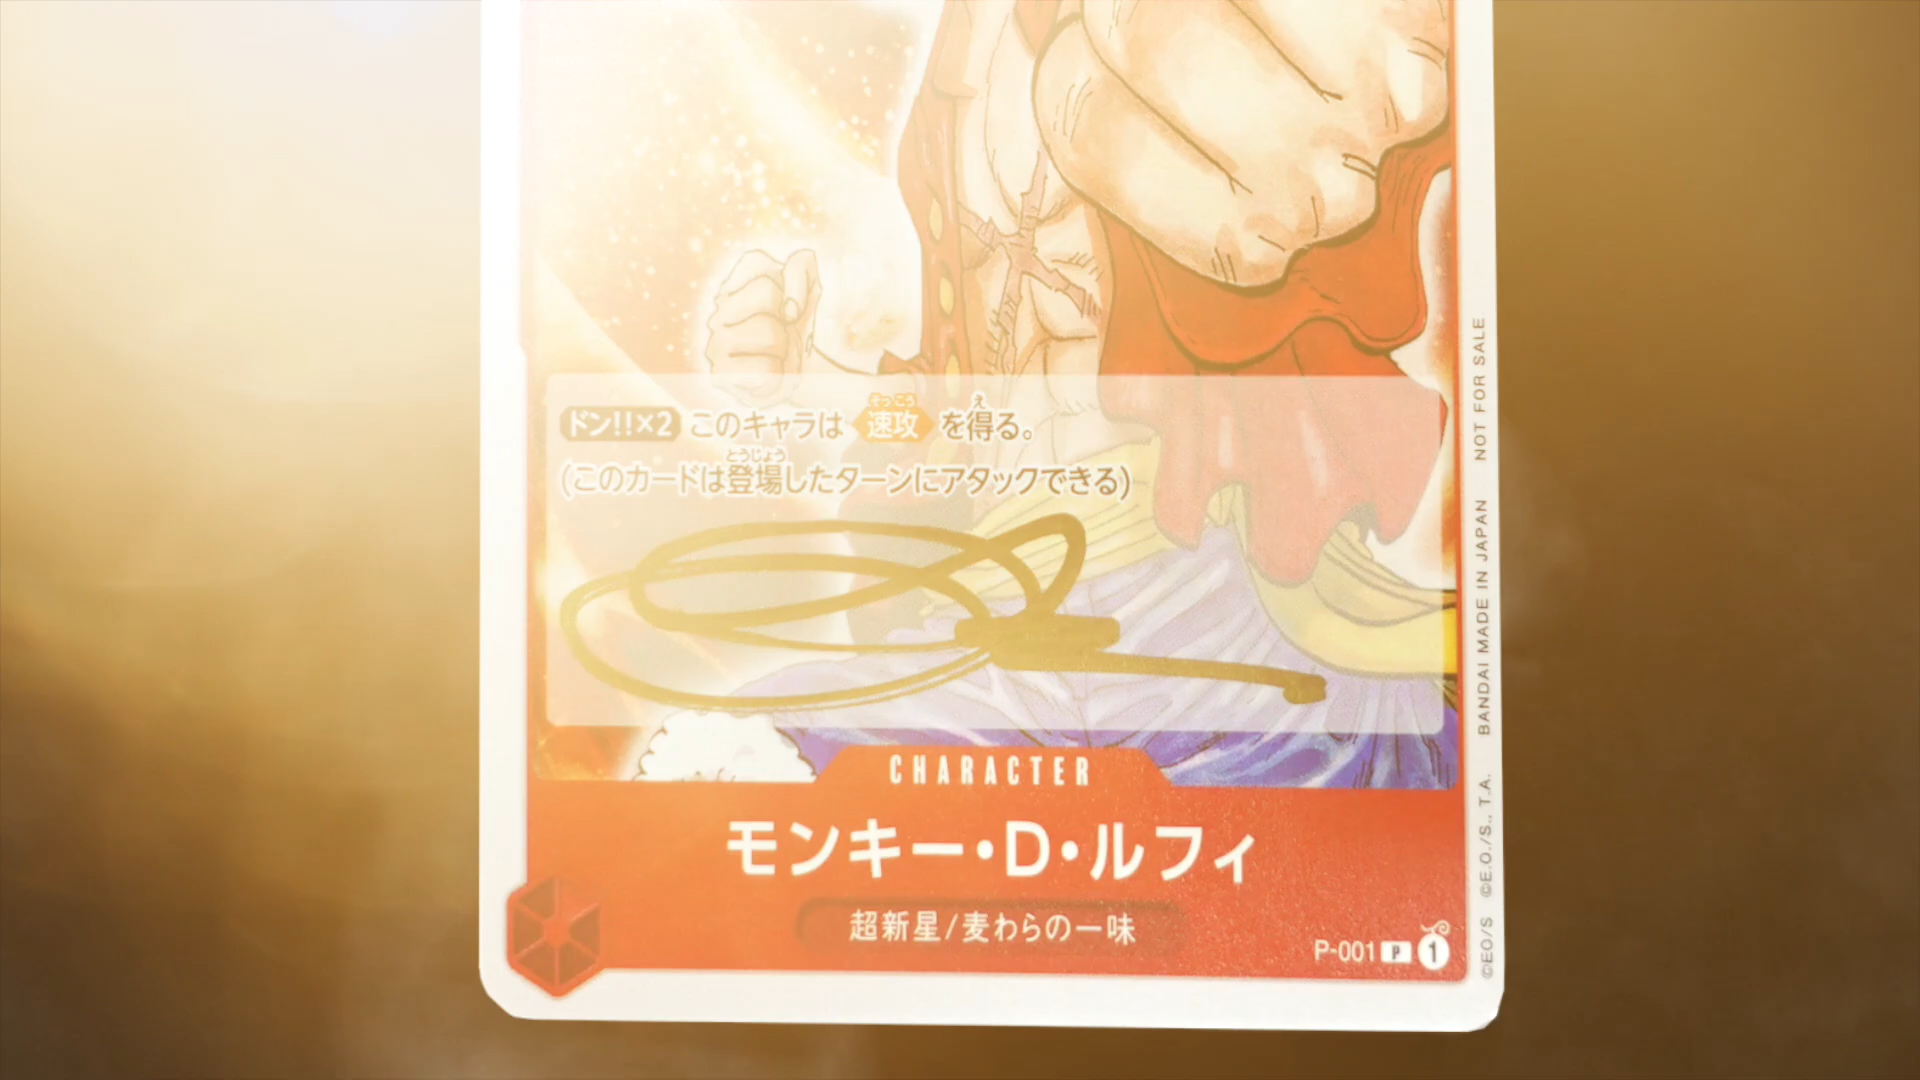 ドン!!×2 このキャラは 速攻 を得る。
(このカードは登場したターンにアタックできる)
CHARACTER
モンキー・D・ルフィ
超新星/麦わらの一味
P-001 P 1
©EO/S ©E.O./S., T.A. BANDAI MADE IN JAPAN NOT FOR SALE